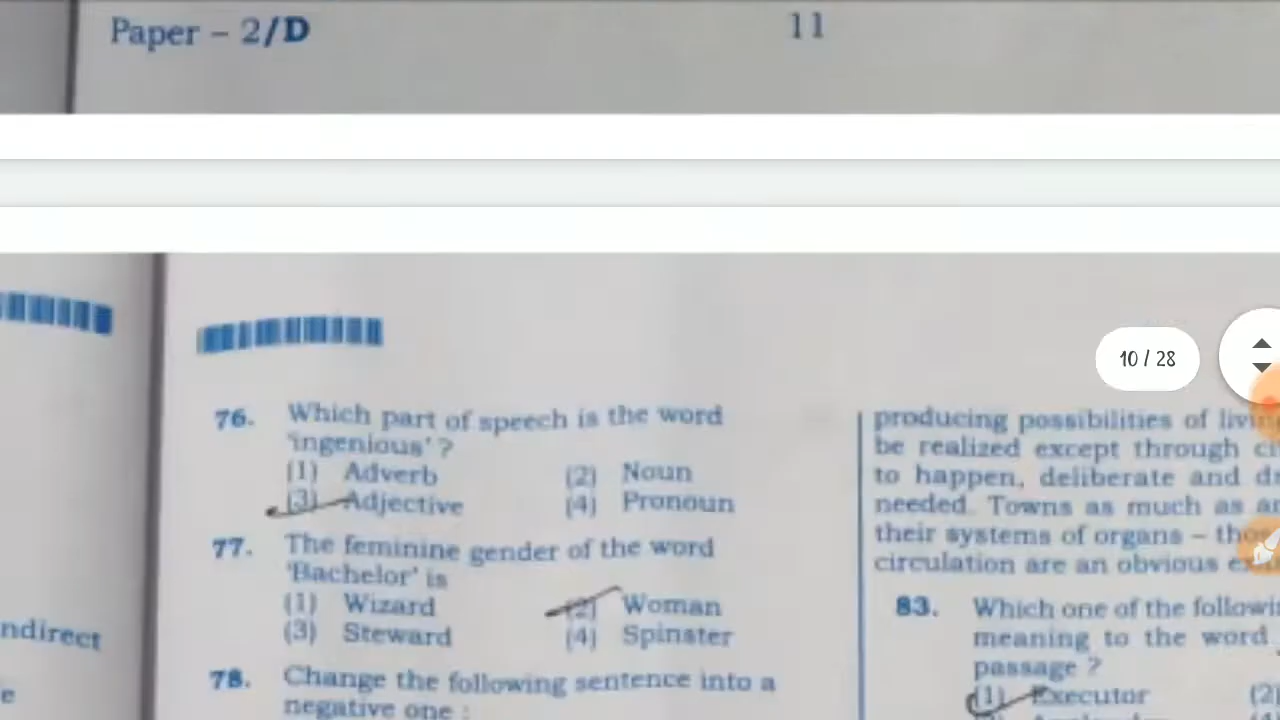 Paper – 2/D
11
10 / 28
ndirect
e
76. Which part of speech is the word
'ingenious' ?
(1) Adverb (2) Noun
(3) Adjective (4) Pronoun
77. The feminine gender of the word
'Bachelor' is
(1) Wizard (2) Woman
(3) Steward (4) Spinster
78. Change the following sentence into a
negative one :
producing possibilities of
be realized except through
to happen, deliberate and
needed. Towns as much as
their systems of organs –
circulation are an obvious
83. Which one of the
meaning to the word
passage ?
(1) Executor (2)